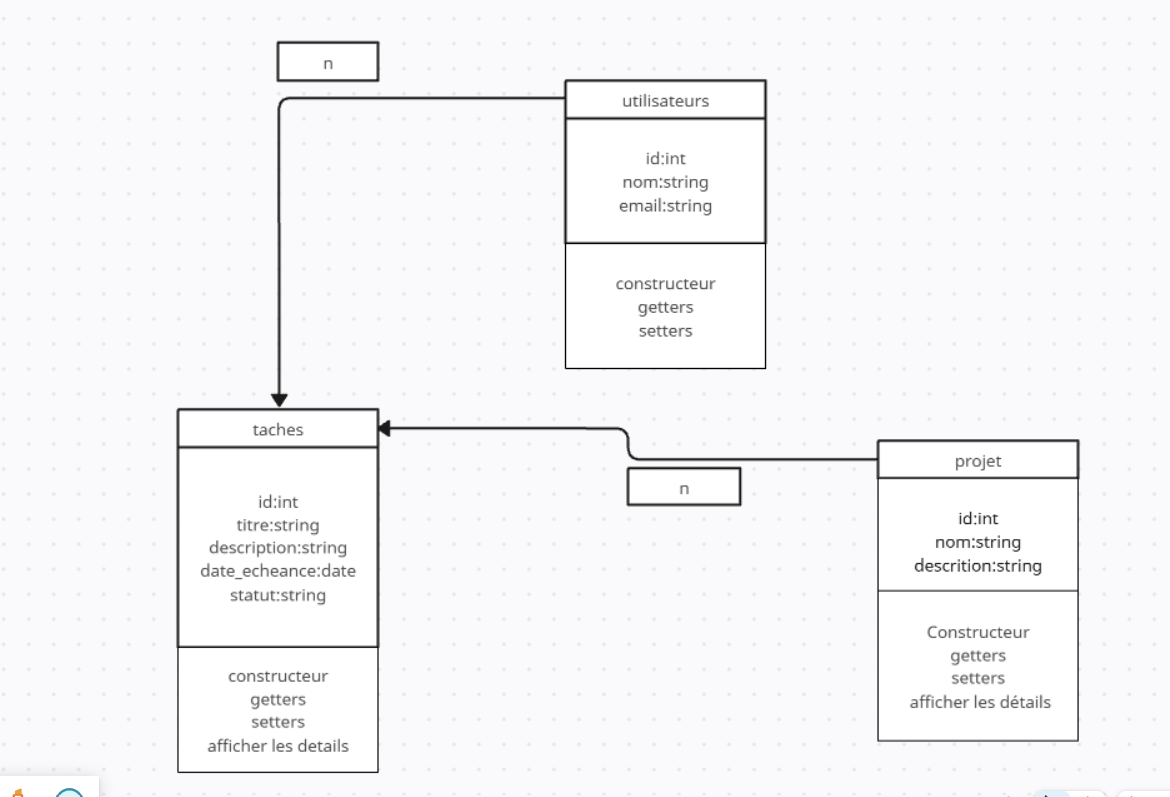 n
utilisateurs
id:int
nom:string
email:string
constructeur
getters
setters
taches
id:int
titre:string
description:string
date_echeance:date
statut:string
constructeur
getters
setters
afficher les details
n
projet
id:int
nom:string
descrition:string
Constructeur
getters
setters
afficher les détails